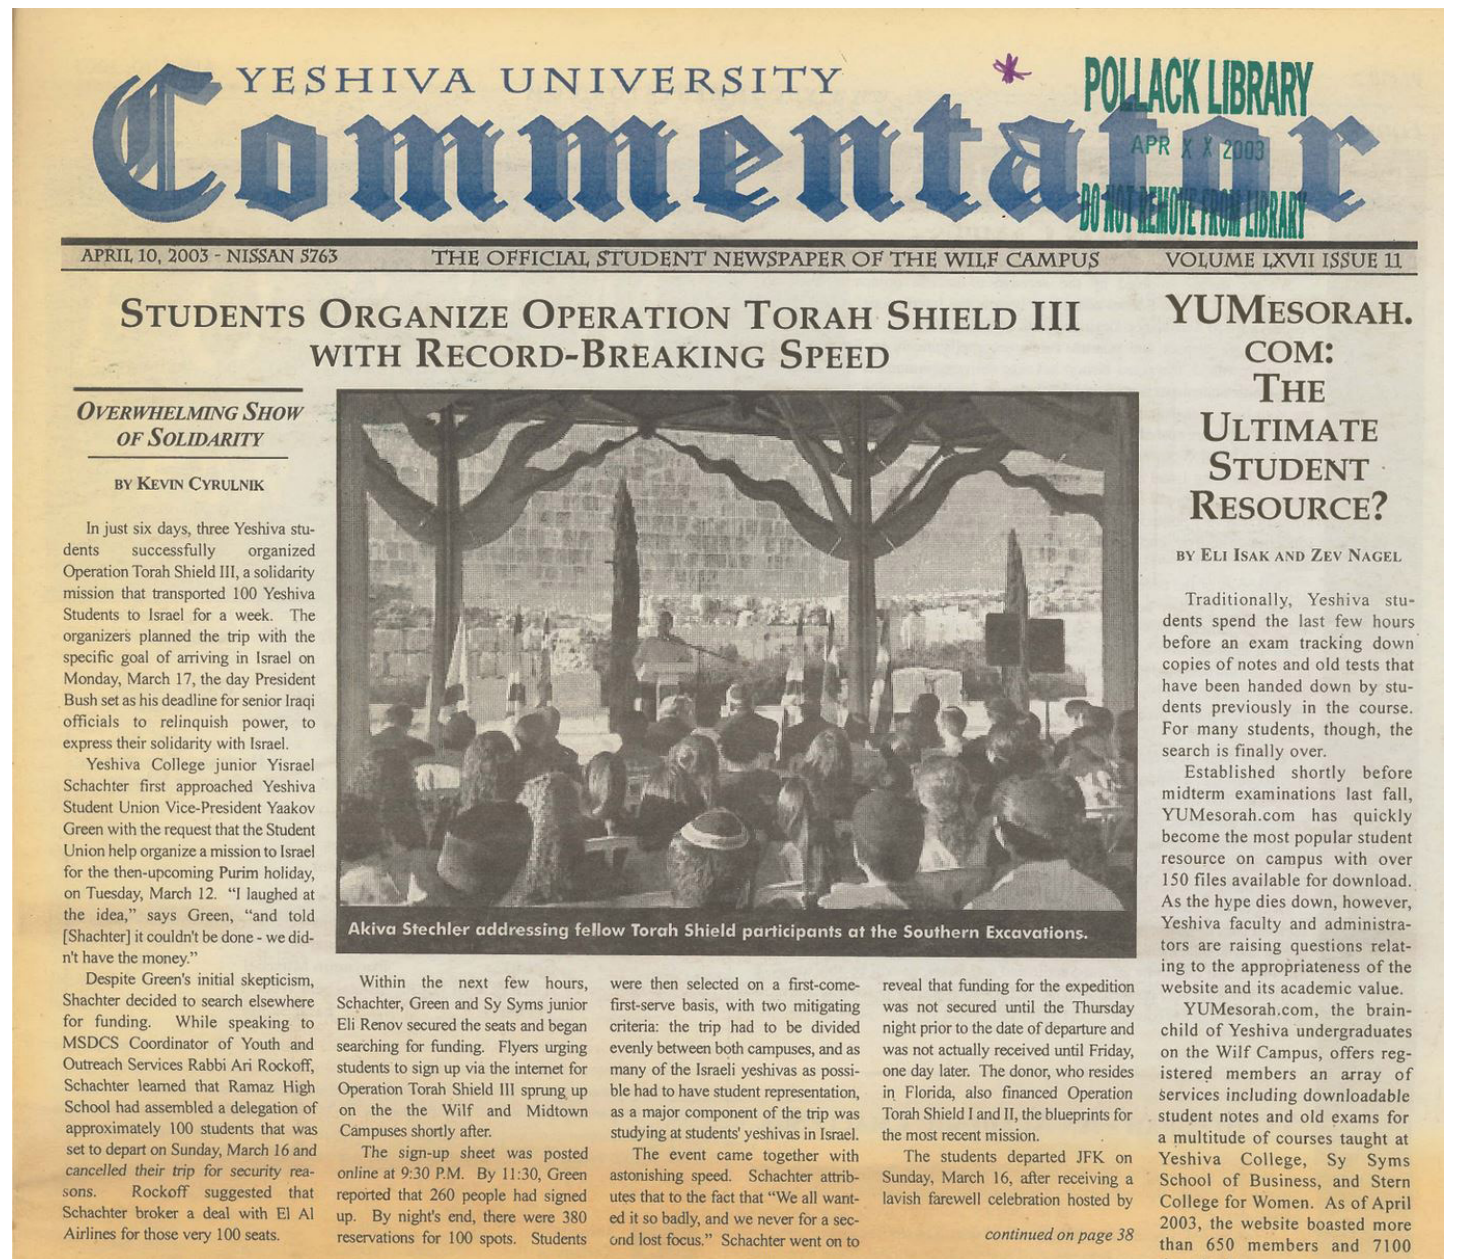 YESHIVA UNIVERSITY
Commentator
POLLACK LIBRARY
APR X X 2003
DO NOT REMOVE FROM LIBRARY
APRIL 10, 2003 - NISSAN 5763
THE OFFICIAL STUDENT NEWSPAPER OF THE WILF CAMPUS
VOLUME LXVII ISSUE 11
STUDENTS ORGANIZE OPERATION TORAH SHIELD III
WITH RECORD-BREAKING SPEED
OVERWHELMING SHOW
OF SOLIDARITY
BY KEVIN CYRULNIK
In just six days, three Yeshiva stu-
dents successfully organized
Operation Torah Shield III, a solidarity
mission that transported 100 Yeshiva
Students to Israel for a week. The
organizers planned the trip with the
specific goal of arriving in Israel on
Monday, March 17, the day President
Bush set as his deadline for senior Iraqi
officials to relinquish power, to
express their solidarity with Israel.
Yeshiva College junior Yisrael
Schachter first approached Yeshiva
Student Union Vice-President Yaakov
Green with the request that the Student
Union help organize a mission to Israel
for the then-upcoming Purim holiday,
on Tuesday, March 12. “I laughed at
the idea,” says Green, “and told
[Shachter] it couldn't be done - we did-
n't have the money.”
Despite Green's initial skepticism,
Shachter decided to search elsewhere
for funding. While speaking to
MSDCS Coordinator of Youth and
Outreach Services Rabbi Ari Rockoff,
Schachter learned that Ramaz High
School had assembled a delegation of
approximately 100 students that was
set to depart on Sunday, March 16 and
cancelled their trip for security rea-
sons. Rockoff suggested that
Schachter broker a deal with El Al
Airlines for those very 100 seats.
Akiva Stechler addressing fellow Torah Shield participants at the Southern Excavations.
Within the next few hours,
Schachter, Green and Sy Syms junior
Eli Renov secured the seats and began
searching for funding. Flyers urging
students to sign up via the internet for
Operation Torah Shield III sprung up
on the the Wilf and Midtown
Campuses shortly after.
The sign-up sheet was posted
online at 9:30 P.M. By 11:30, Green
reported that 260 people had signed
up. By night's end, there were 380
reservations for 100 spots. Students
were then selected on a first-come-
first-serve basis, with two mitigating
criteria: the trip had to be divided
evenly between both campuses, and as
many of the Israeli yeshivas as possi-
ble had to have student representation,
as a major component of the trip was
studying at students' yeshivas in Israel.
The event came together with
astonishing speed. Schachter attrib-
utes that to the fact that “We all want-
ed it so badly, and we never for a sec-
ond lost focus.” Schachter went on to
reveal that funding for the expedition
was not secured until the Thursday
night prior to the date of departure and
was not actually received until Friday,
one day later. The donor, who resides
in Florida, also financed Operation
Torah Shield I and II, the blueprints for
the most recent mission.
The students departed JFK on
Sunday, March 16, after receiving a
lavish farewell celebration hosted by
continued on page 38
YUMESORAH.
COM:
THE
ULTIMATE
STUDENT
RESOURCE?
BY ELI ISAK AND ZEV NAGEL
Traditionally, Yeshiva stu-
dents spend the last few hours
before an exam tracking down
copies of notes and old tests that
have been handed down by stu-
dents previously in the course.
For many students, though, the
search is finally over.
Established shortly before
midterm examinations last fall,
YUMesorah.com has quickly
become the most popular student
resource on campus with over
150 files available for download.
As the hype dies down, however,
Yeshiva faculty and administra-
tors are raising questions relat-
ing to the appropriateness of the
website and its academic value.
YUMesorah.com, the brain-
child of Yeshiva undergraduates
on the Wilf Campus, offers reg-
istered members an array of
services including downloadable
student notes and old exams for
a multitude of courses taught at
Yeshiva College, Sy Syms
School of Business, and Stern
College for Women. As of April
2003, the website boasted more
than 650 members and 7100